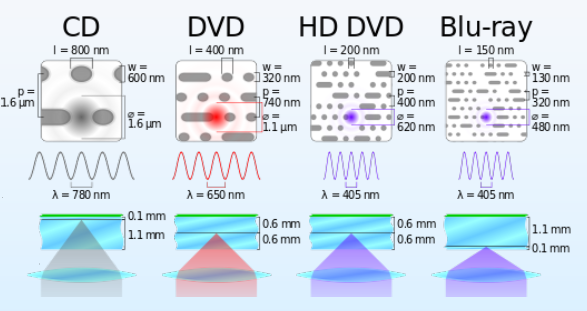 CD
DVD
HD DVD
Blu-ray
l = 800 nm
l = 400 nm
l = 200 nm
l = 150 nm
w =
600 nm
w =
320 nm
w =
200 nm
w =
130 nm
p =
1.6 µm
p =
740 nm
p =
400 nm
p =
320 nm
⌀ =
1.6 µm
⌀ =
1.1 µm
⌀ =
620 nm
⌀ =
480 nm
λ = 780 nm
λ = 650 nm
λ = 405 nm
λ = 405 nm
0.1 mm
1.1 mm
0.6 mm
0.6 mm
0.6 mm
0.6 mm
1.1 mm
0.1 mm